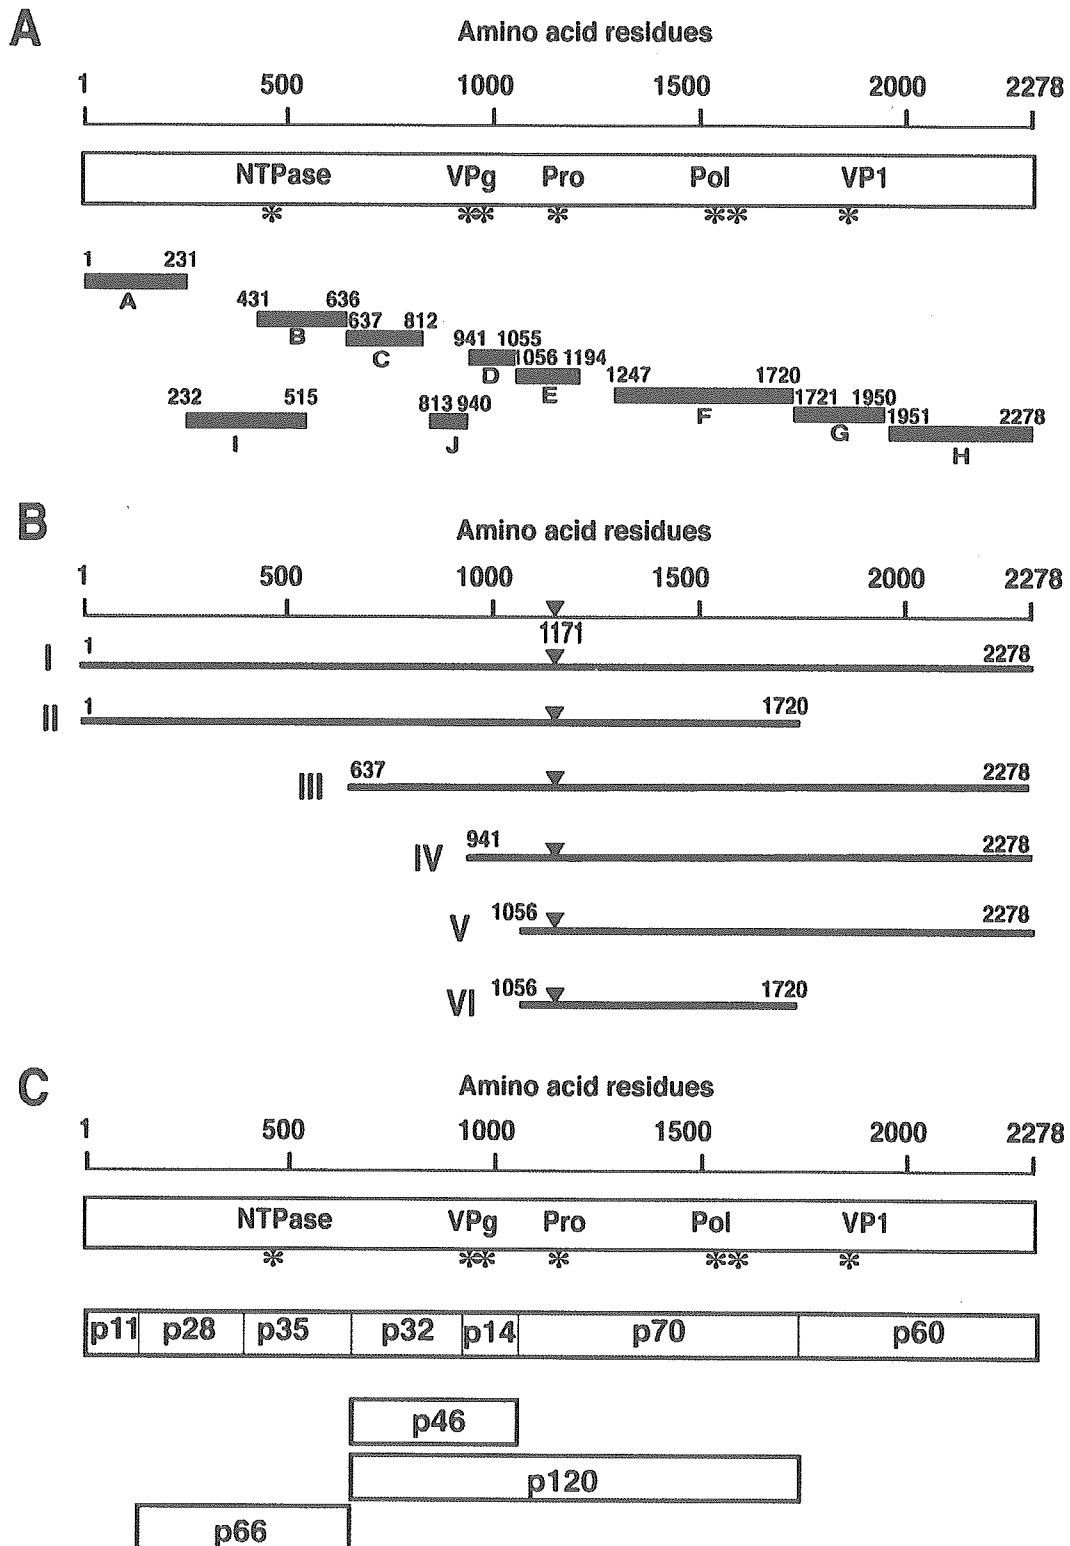 A
Amino acid residues
1 500 1000 1500 2000 2278
NTPase VPg Pro Pol VP1
* ** * ** *
1 231
A
431 636
B
637 812
C
941 1055
D
1056 1194
E
1247 1720
F
1721 1950
G
1951 2278
H
232 515
I
813 940
J
B
Amino acid residues
1 500 1000 1500 2000 2278
1171
I 1 2278
II 1 1720
III 637 2278
IV 941 2278
V 1056 2278
VI 1056 1720
C
Amino acid residues
1 500 1000 1500 2000 2278
NTPase VPg Pro Pol VP1
* ** * ** *
p11 p28 p35 p32 p14 p70 p60
p46
p120
p66